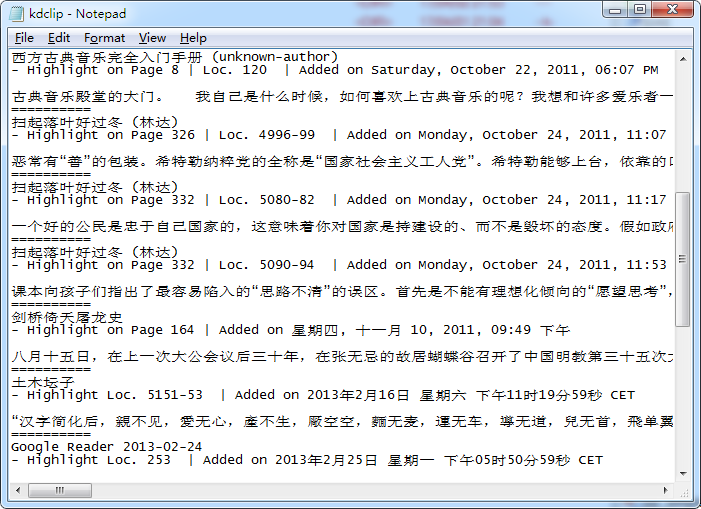 kdclip - Notepad
File Edit Format View Help
西方古典音乐完全入门手册 (unknown-author)
- Highlight on Page 8 | Loc. 120  | Added on Saturday, October 22, 2011, 06:07 PM
古典音乐殿堂的大门。　　我自己是什么时候，如何喜欢上古典音乐的呢？我想和许多爱乐者一
==========
扫起落叶好过冬 (林达)
- Highlight on Page 326 | Loc. 4996-99  | Added on Monday, October 24, 2011, 11:07
恶常有“善”的包装。希特勒纳粹党的全称是“国家社会主义工人党”。希特勒能够上台，依靠的
==========
扫起落叶好过冬 (林达)
- Highlight on Page 332 | Loc. 5080-82  | Added on Monday, October 24, 2011, 11:17
一个好的公民是忠于自己国家的，这意味着你对国家是持建设的、而不是毁坏的态度。假如政府
==========
扫起落叶好过冬 (林达)
- Highlight on Page 332 | Loc. 5090-94  | Added on Monday, October 24, 2011, 11:53
课本向孩子们指出了最容易陷入的“思路不清”的误区。首先是不能有理想化倾向的“愿望思考”，
==========
剑桥倚天屠龙史
- Highlight on Page 164 | Added on 星期四, 十一月 10, 2011, 09:49 下午
八月十五日，在上一次大公会议后三十年，在张无忌的故居蝴蝶谷召开了中国明教第三十五次大
==========
土木坛子
- Highlight Loc. 5151-53  | Added on 2013年2月16日 星期六 下午11时19分59秒 CET
“汉字简化后，親不见，愛无心，產不生，厰空空，麵无麦，運无车，導无道，兒无首，飛单翼
==========
Google Reader 2013-02-24
- Highlight Loc. 253  | Added on 2013年2月25日 星期一 下午05时50分59秒 CET